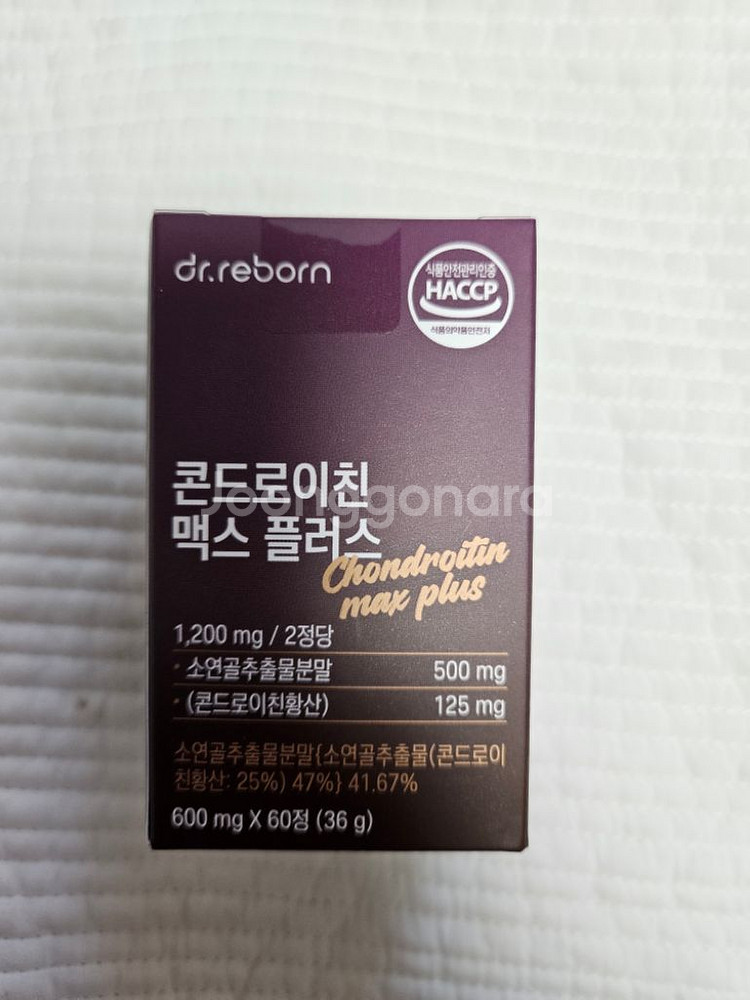 dr.reborn
식품안전관리인증
HACCP
식품의약품안전처
콘드로이친
맥스 플러스
Chondroitin
max plus
Joonggonara
1,200 mg / 2정당
· 소연골추출물분말 500 mg
· (콘드로이친황산) 125 mg
소연골추출물분말{소연골추출물(콘드로이
친황산: 25%) 47%} 41.67%
600 mg X 60정 (36 g)